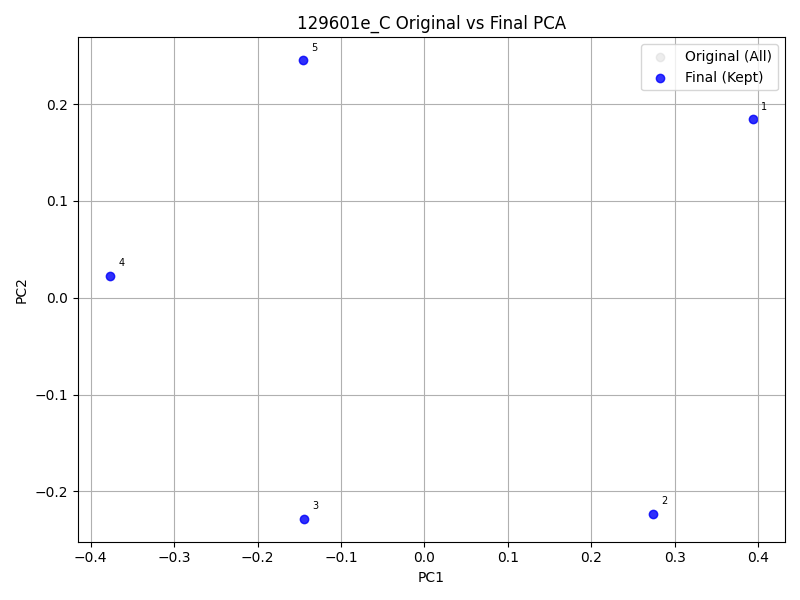 129601e_C Original vs Final PCA
Original (All)
Final (Kept)
5
1
4
3
2
0.2
0.1
0.0
−0.1
−0.2
PC2
−0.4 −0.3 −0.2 −0.1 0.0 0.1 0.2 0.3 0.4
PC1